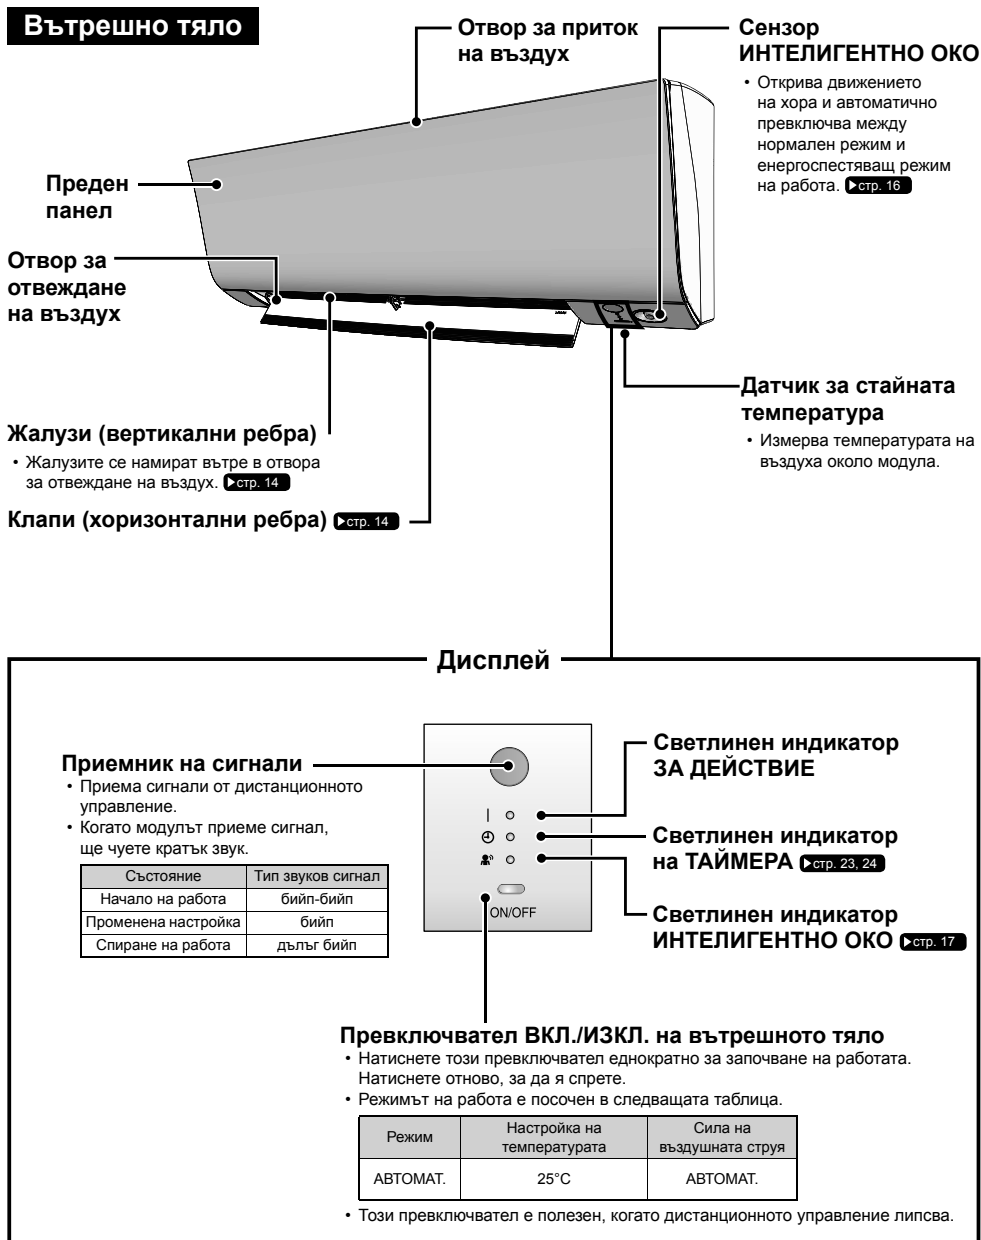 Вътрешно тяло
Отвор за приток
на въздух
Сензор
ИНТЕЛИГЕНТНО ОКО
• Открива движението
на хора и автоматично
превключва между
нормален режим и
енергоспестяващ режим
на работа. ▶стр. 16
Преден
панел
Отвор за
отвеждане
на въздух
Датчик за стайната
температура
• Измерва температурата на
въздуха около модула.
Жалузи (вертикални ребра)
• Жалузите се намират вътре в отвора
за отвеждане на въздух. ▶стр. 14
Клапи (хоризонтални ребра) ▶стр. 14
Дисплей
Приемник на сигнали
• Приема сигнали от дистанционното
управление.
• Когато модулът приеме сигнал,
ще чуете кратък звук.
Състояние Тип звуков сигнал
Начало на работа бийп-бийп
Променена настройка бийп
Спиране на работа дълъг бийп
ON/OFF
Светлинен индикатор
ЗА ДЕЙСТВИЕ
Светлинен индикатор
на ТАЙМЕРА ▶стр. 23, 24
Светлинен индикатор
ИНТЕЛИГЕНТНО ОКО ▶стр. 17
Превключвател ВКЛ./ИЗКЛ. на вътрешното тяло
• Натиснете този превключвател еднократно за започване на работата.
Натиснете отново, за да я спрете.
• Режимът на работа е посочен в следващата таблица.
Режим Настройка на температурата Сила на въздушната струя
АВТОМАТ. 25°C АВТОМАТ.
• Този превключвател е полезен, когато дистанционното управление липсва.